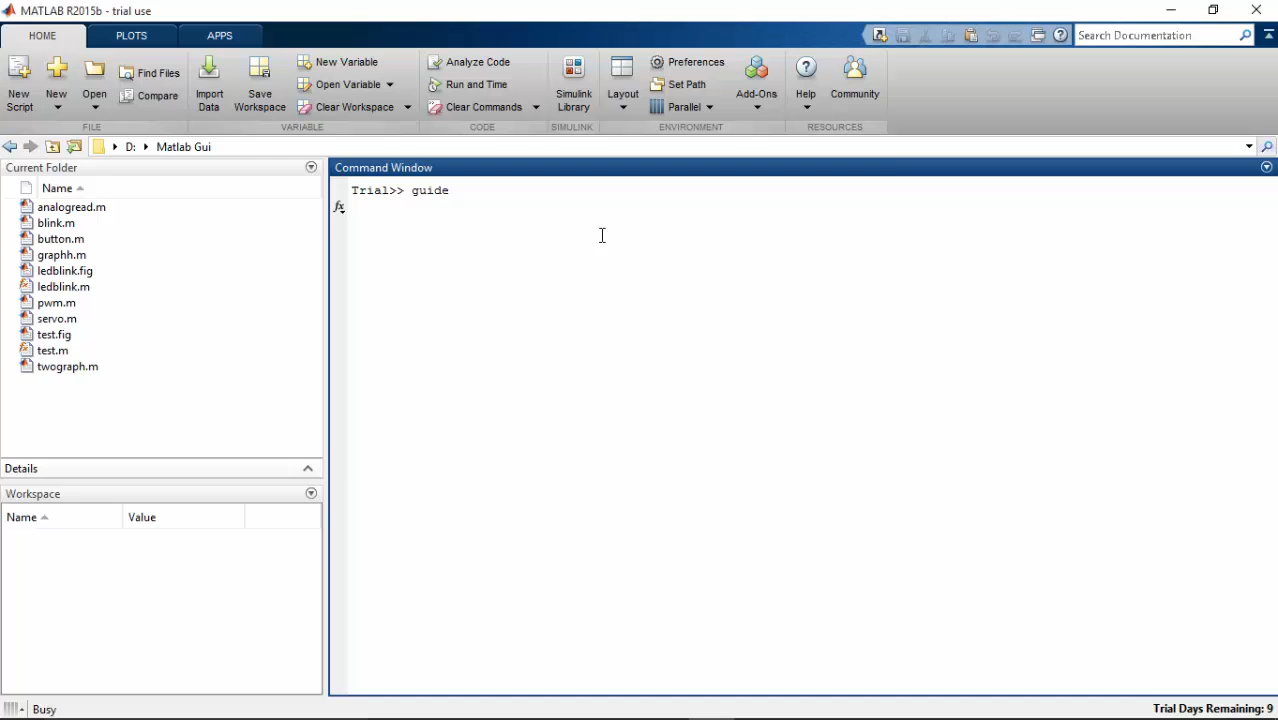 MATLAB R2015b - trial use
HOME PLOTS APPS
Search Documentation
New Script
New
Open
Find Files
Compare
Import Data
Save Workspace
New Variable
Open Variable
Clear Workspace
Analyze Code
Run and Time
Clear Commands
Simulink Library
Layout
Preferences
Set Path
Parallel
Add-Ons
Help
Community
FILE VARIABLE CODE SIMULINK ENVIRONMENT RESOURCES
D: Matlab Gui
Current Folder
Name
analogread.m
blink.m
button.m
graphh.m
ledblink.fig
ledblink.m
pwm.m
servo.m
test.fig
test.m
twograph.m
Details
Workspace
Name Value
Command Window
Trial>> guide
fx
Busy
Trial Days Remaining: 9